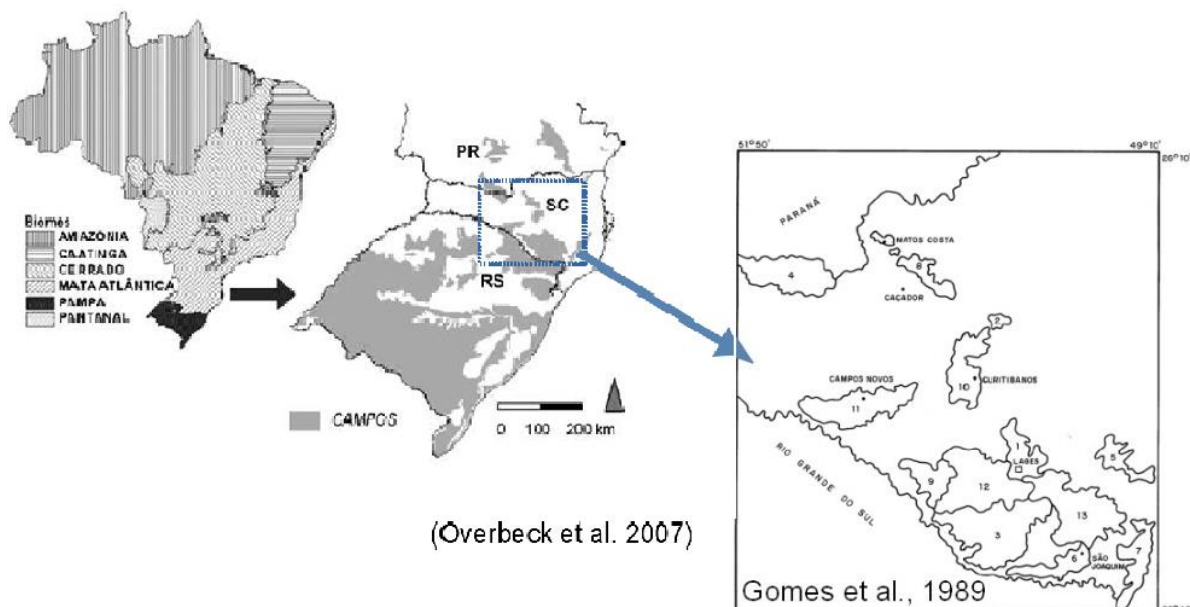 Biomes
AMAZÔNIA
CAATINGA
CERRADO
MATA ATLÂNTICA
PAMPA
PANTANAL
PR
SC
RS
CAMPOS
0 100 200 km
(Overbeck et al. 2007)
51° 50'
49° 10'
26° 10'
PARANÁ
MATOS COSTA
4
8
CAÇADOR
2
CAMPOS NOVOS
CURITIBANOS
10
11
RIO GRANDE DO SUL
1
LAGES
5
9
12
13
3
6
SÃO
JOAQUIM
7
Gomes et al., 1989